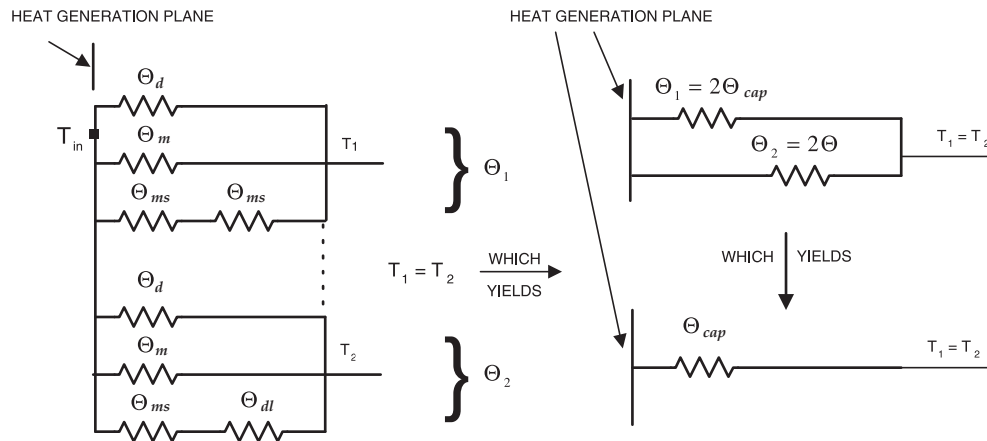 HEAT GENERATION PLANE
Θd
Tin
Θm
T1
Θms Θms
} Θ1
Θd
T1 = T2 WHICH YIELDS
Θm
T2
Θms Θdl
} Θ2
HEAT GENERATION PLANE
Θ1 = 2Θcap
Θ2 = 2Θ
T1 = T2
WHICH YIELDS
Θcap
T1 = T2